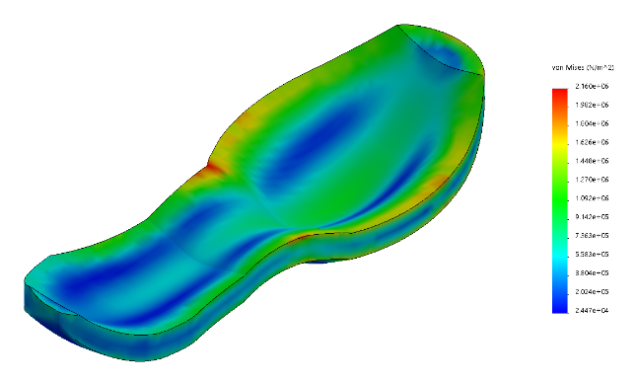 von Mises (N/m^2)
2.160e+06
1.982e+06
1.804e+06
1.626e+06
1.448e+06
1.270e+06
1.092e+06
9.142e+05
7.363e+05
5.583e+05
3.804e+05
2.024e+05
2.447e+04